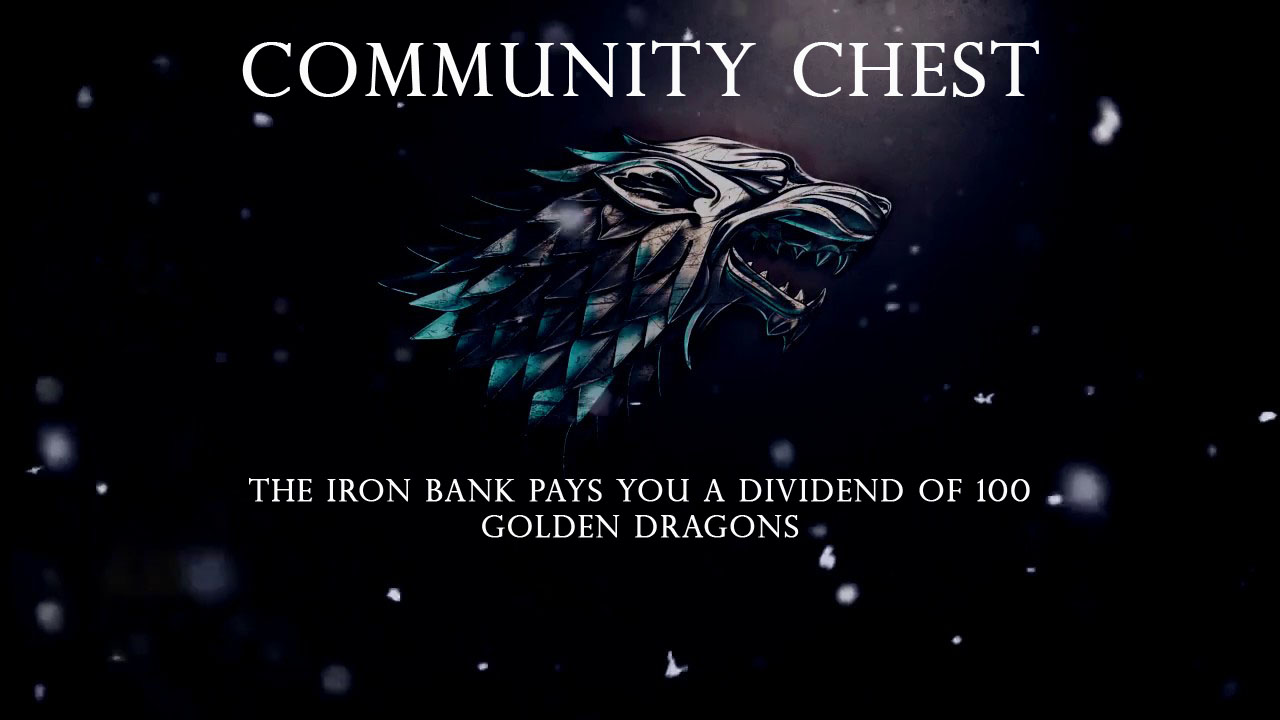 COMMUNITY CHEST
THE IRON BANK PAYS YOU A DIVIDEND OF 100
GOLDEN DRAGONS